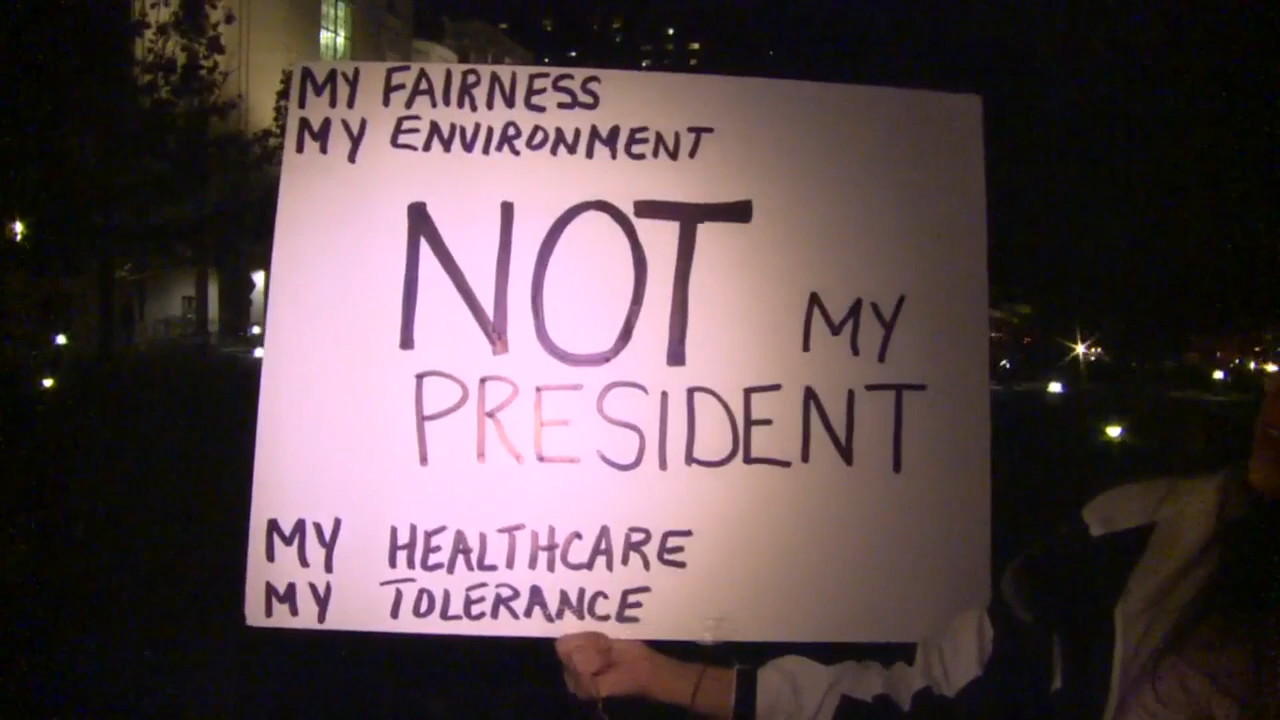 MY FAIRNESS
MY ENVIRONMENT
NOT MY
PRESIDENT
MY HEALTHCARE
MY TOLERANCE